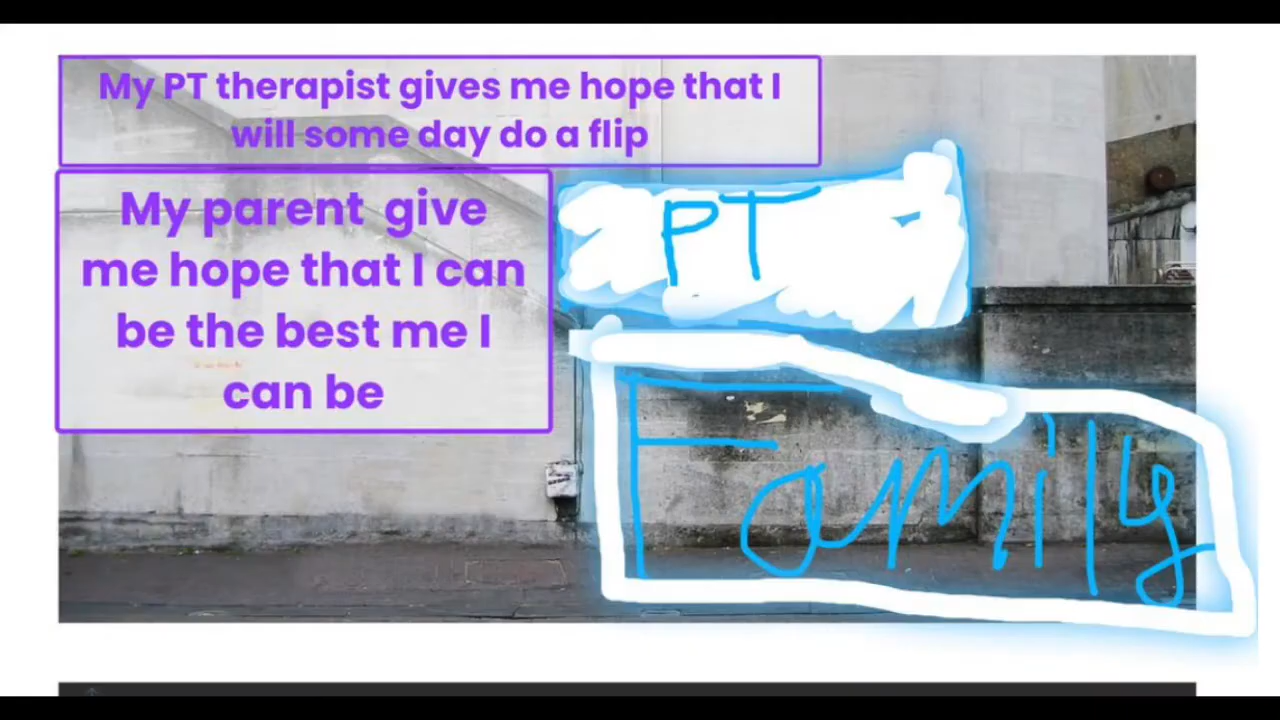 My PT therapist gives me hope that I
will some day do a flip
My parent give
me hope that I can
be the best me I
can be
PT
Family